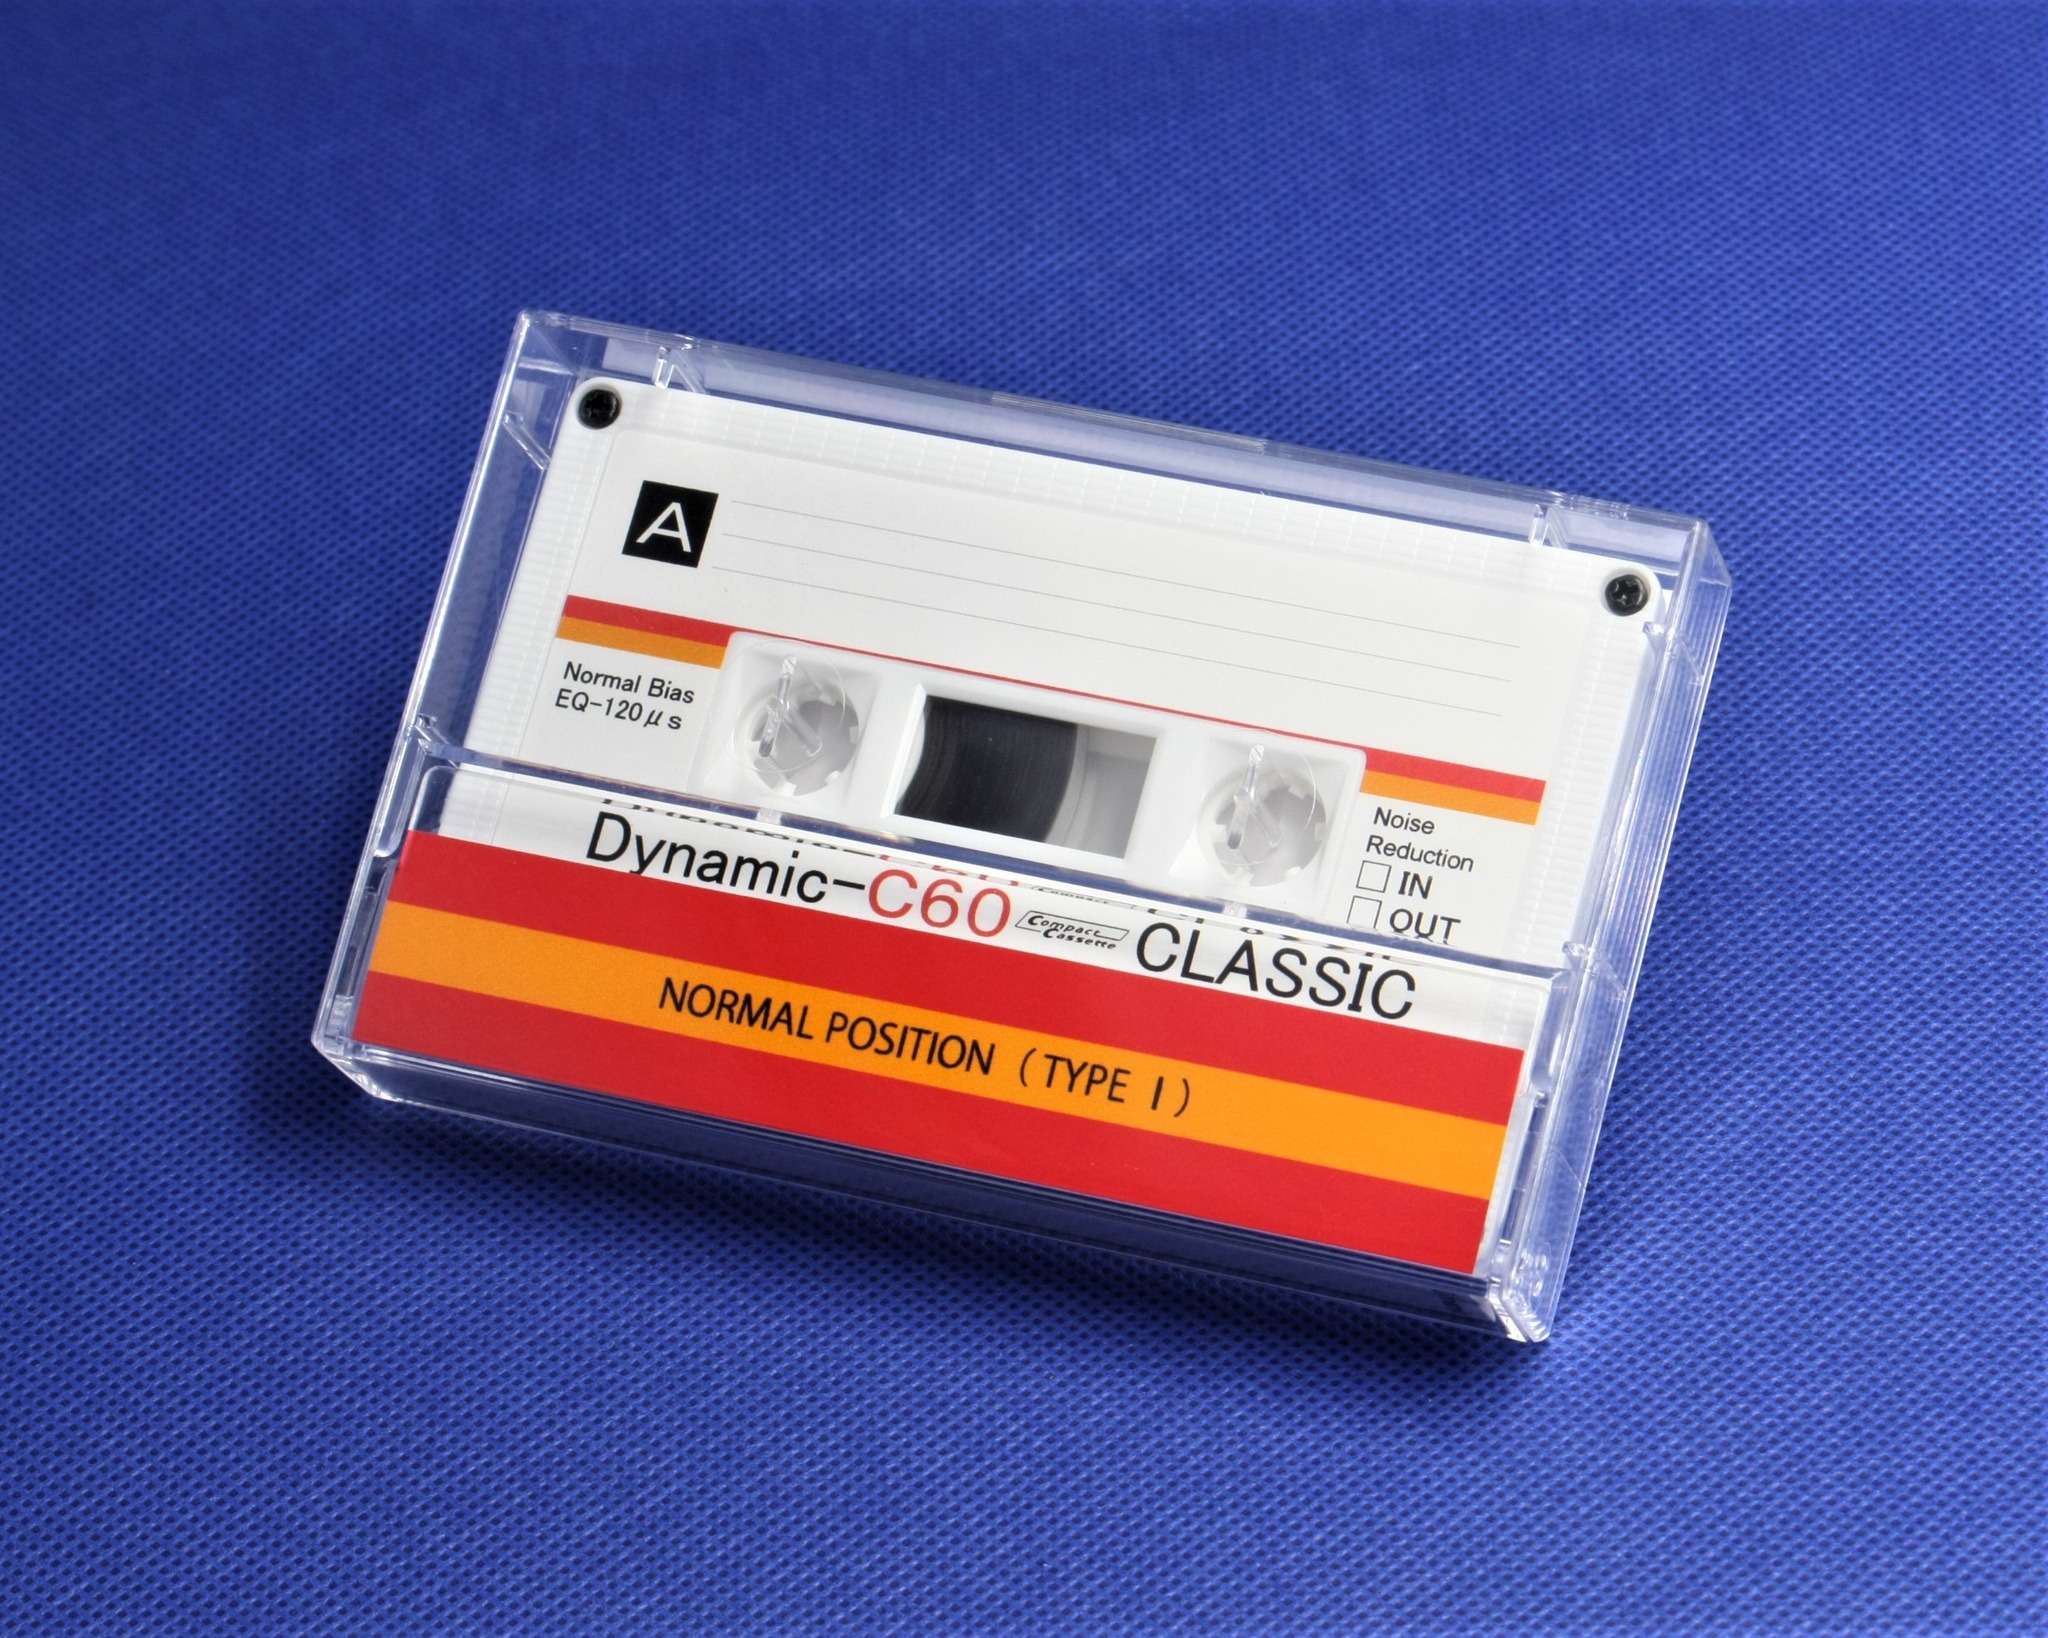 A
Normal Bias
EQ-120μs
Noise
Reduction
IN
OUT
Dynamic-C60 Compact Cassette CLASSIC
NORMAL POSITION (TYPE I)